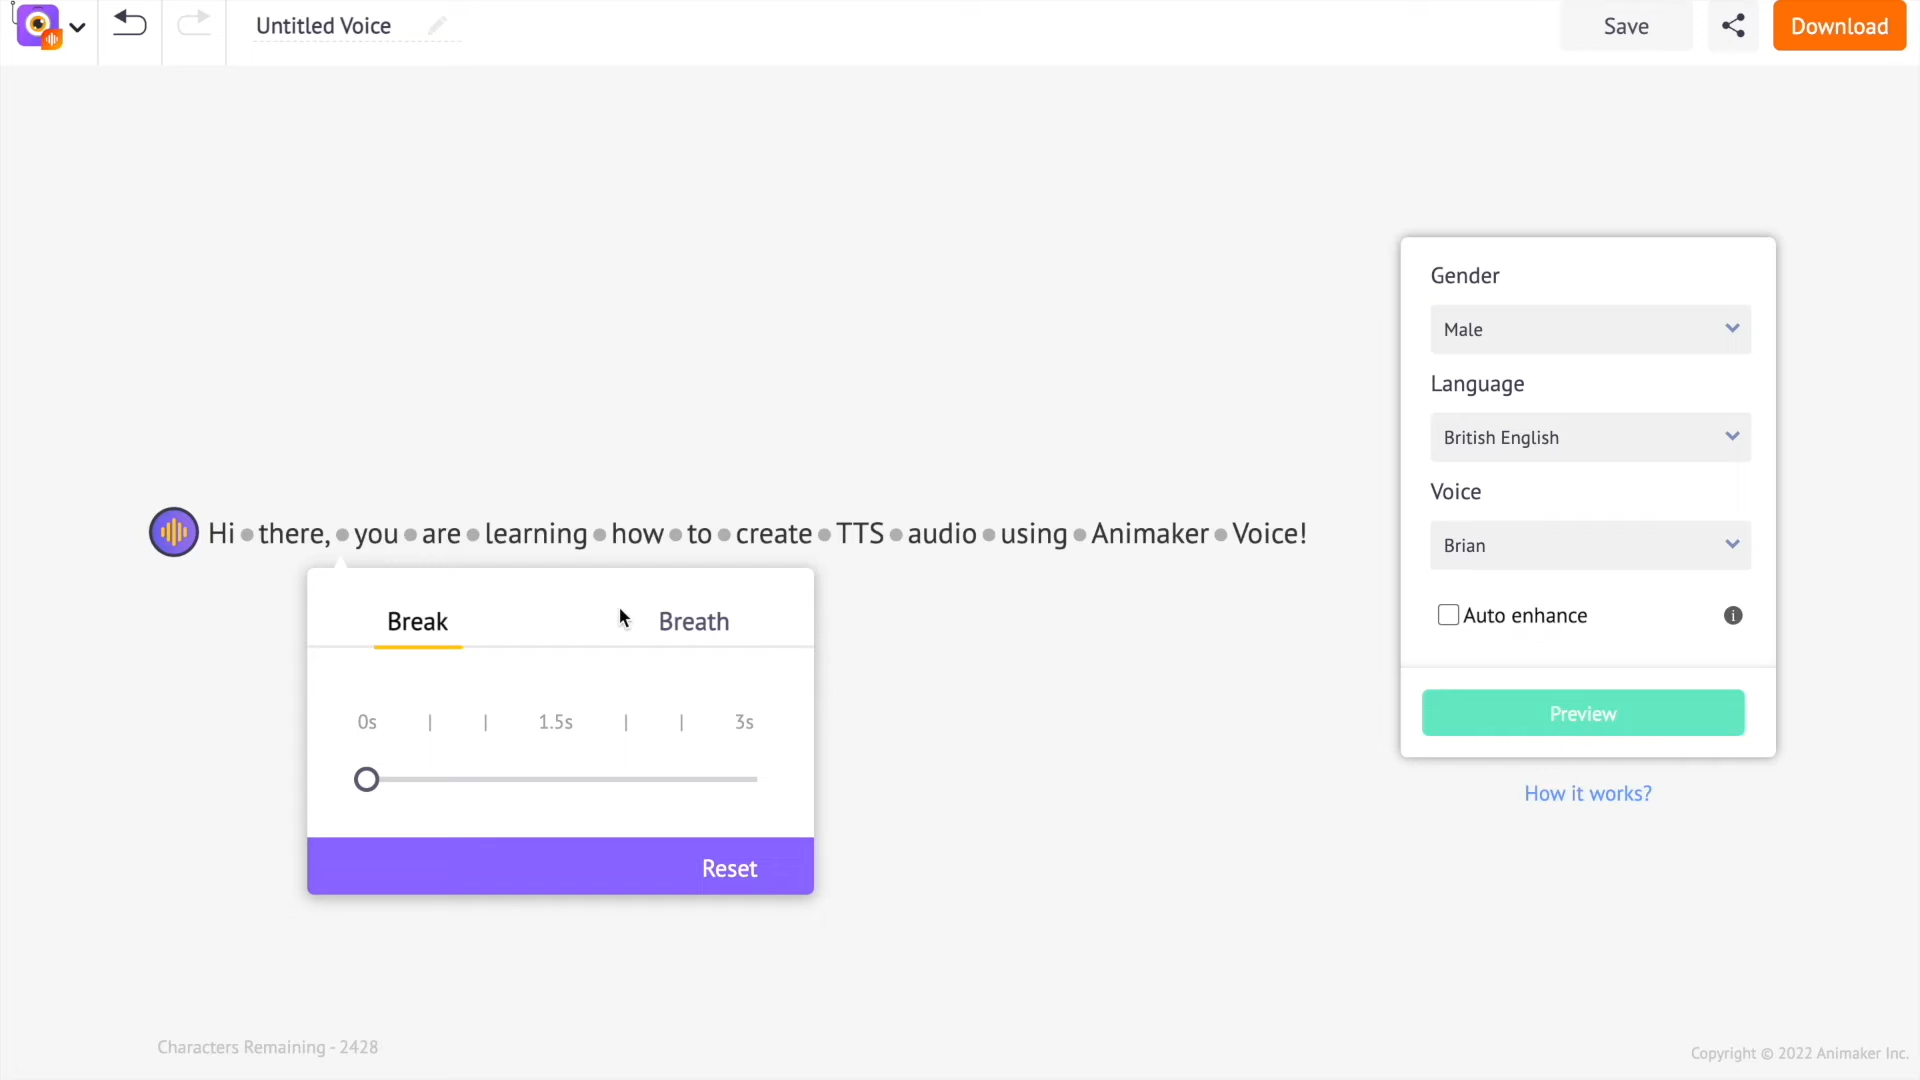 Untitled Voice
Save
Download
Gender
Male
Language
British English
Voice
Brian
Auto enhance
Preview
How it works?
Hi there, you are learning how to create TTS audio using Animaker Voice!
Break Breath
0s | | 1.5s | | 3s
Reset
Characters Remaining - 2428
Copyright © 2022 Animaker Inc.